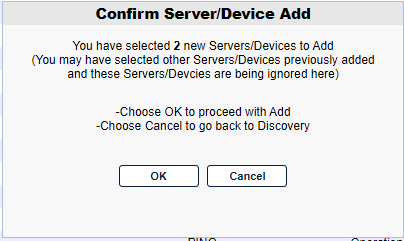 Confirm Server/Device Add
You have selected 2 new Servers/Devices to Add
(You may have selected other Servers/Devices previously added
and these Servers/Devcies are being ignored here)
-Choose OK to proceed with Add
-Choose Cancel to go back to Discovery
OK Cancel